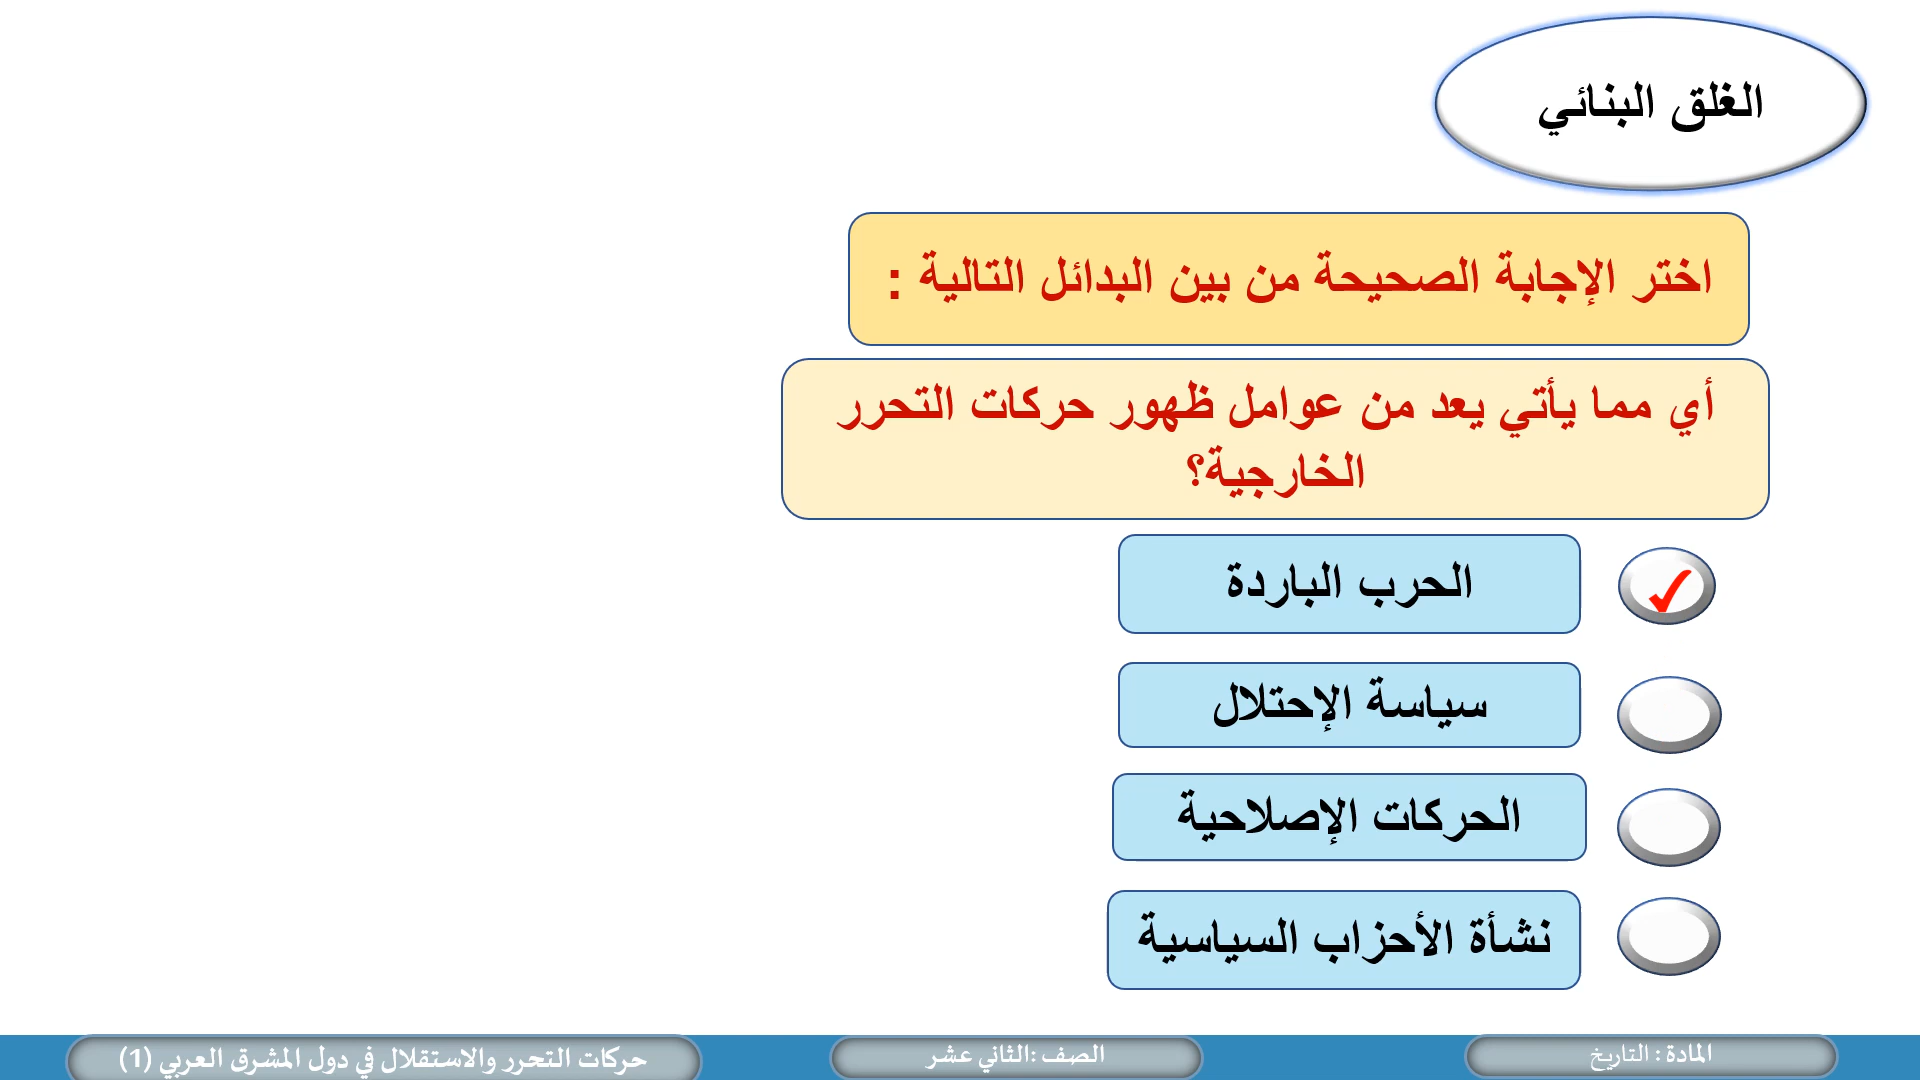 الغلق البنائي
اختر الإجابة الصحيحة من بين البدائل التالية :
أي مما يأتي يعد من عوامل ظهور حركات التحرر
الخارجية؟
الحرب الباردة
سياسة الإحتلال
الحركات الإصلاحية
نشأة الأحزاب السياسية
المادة : التاريخ
الصف :الثاني عشر
حركات التحرر والاستقلال في دول المشرق العربي (1)